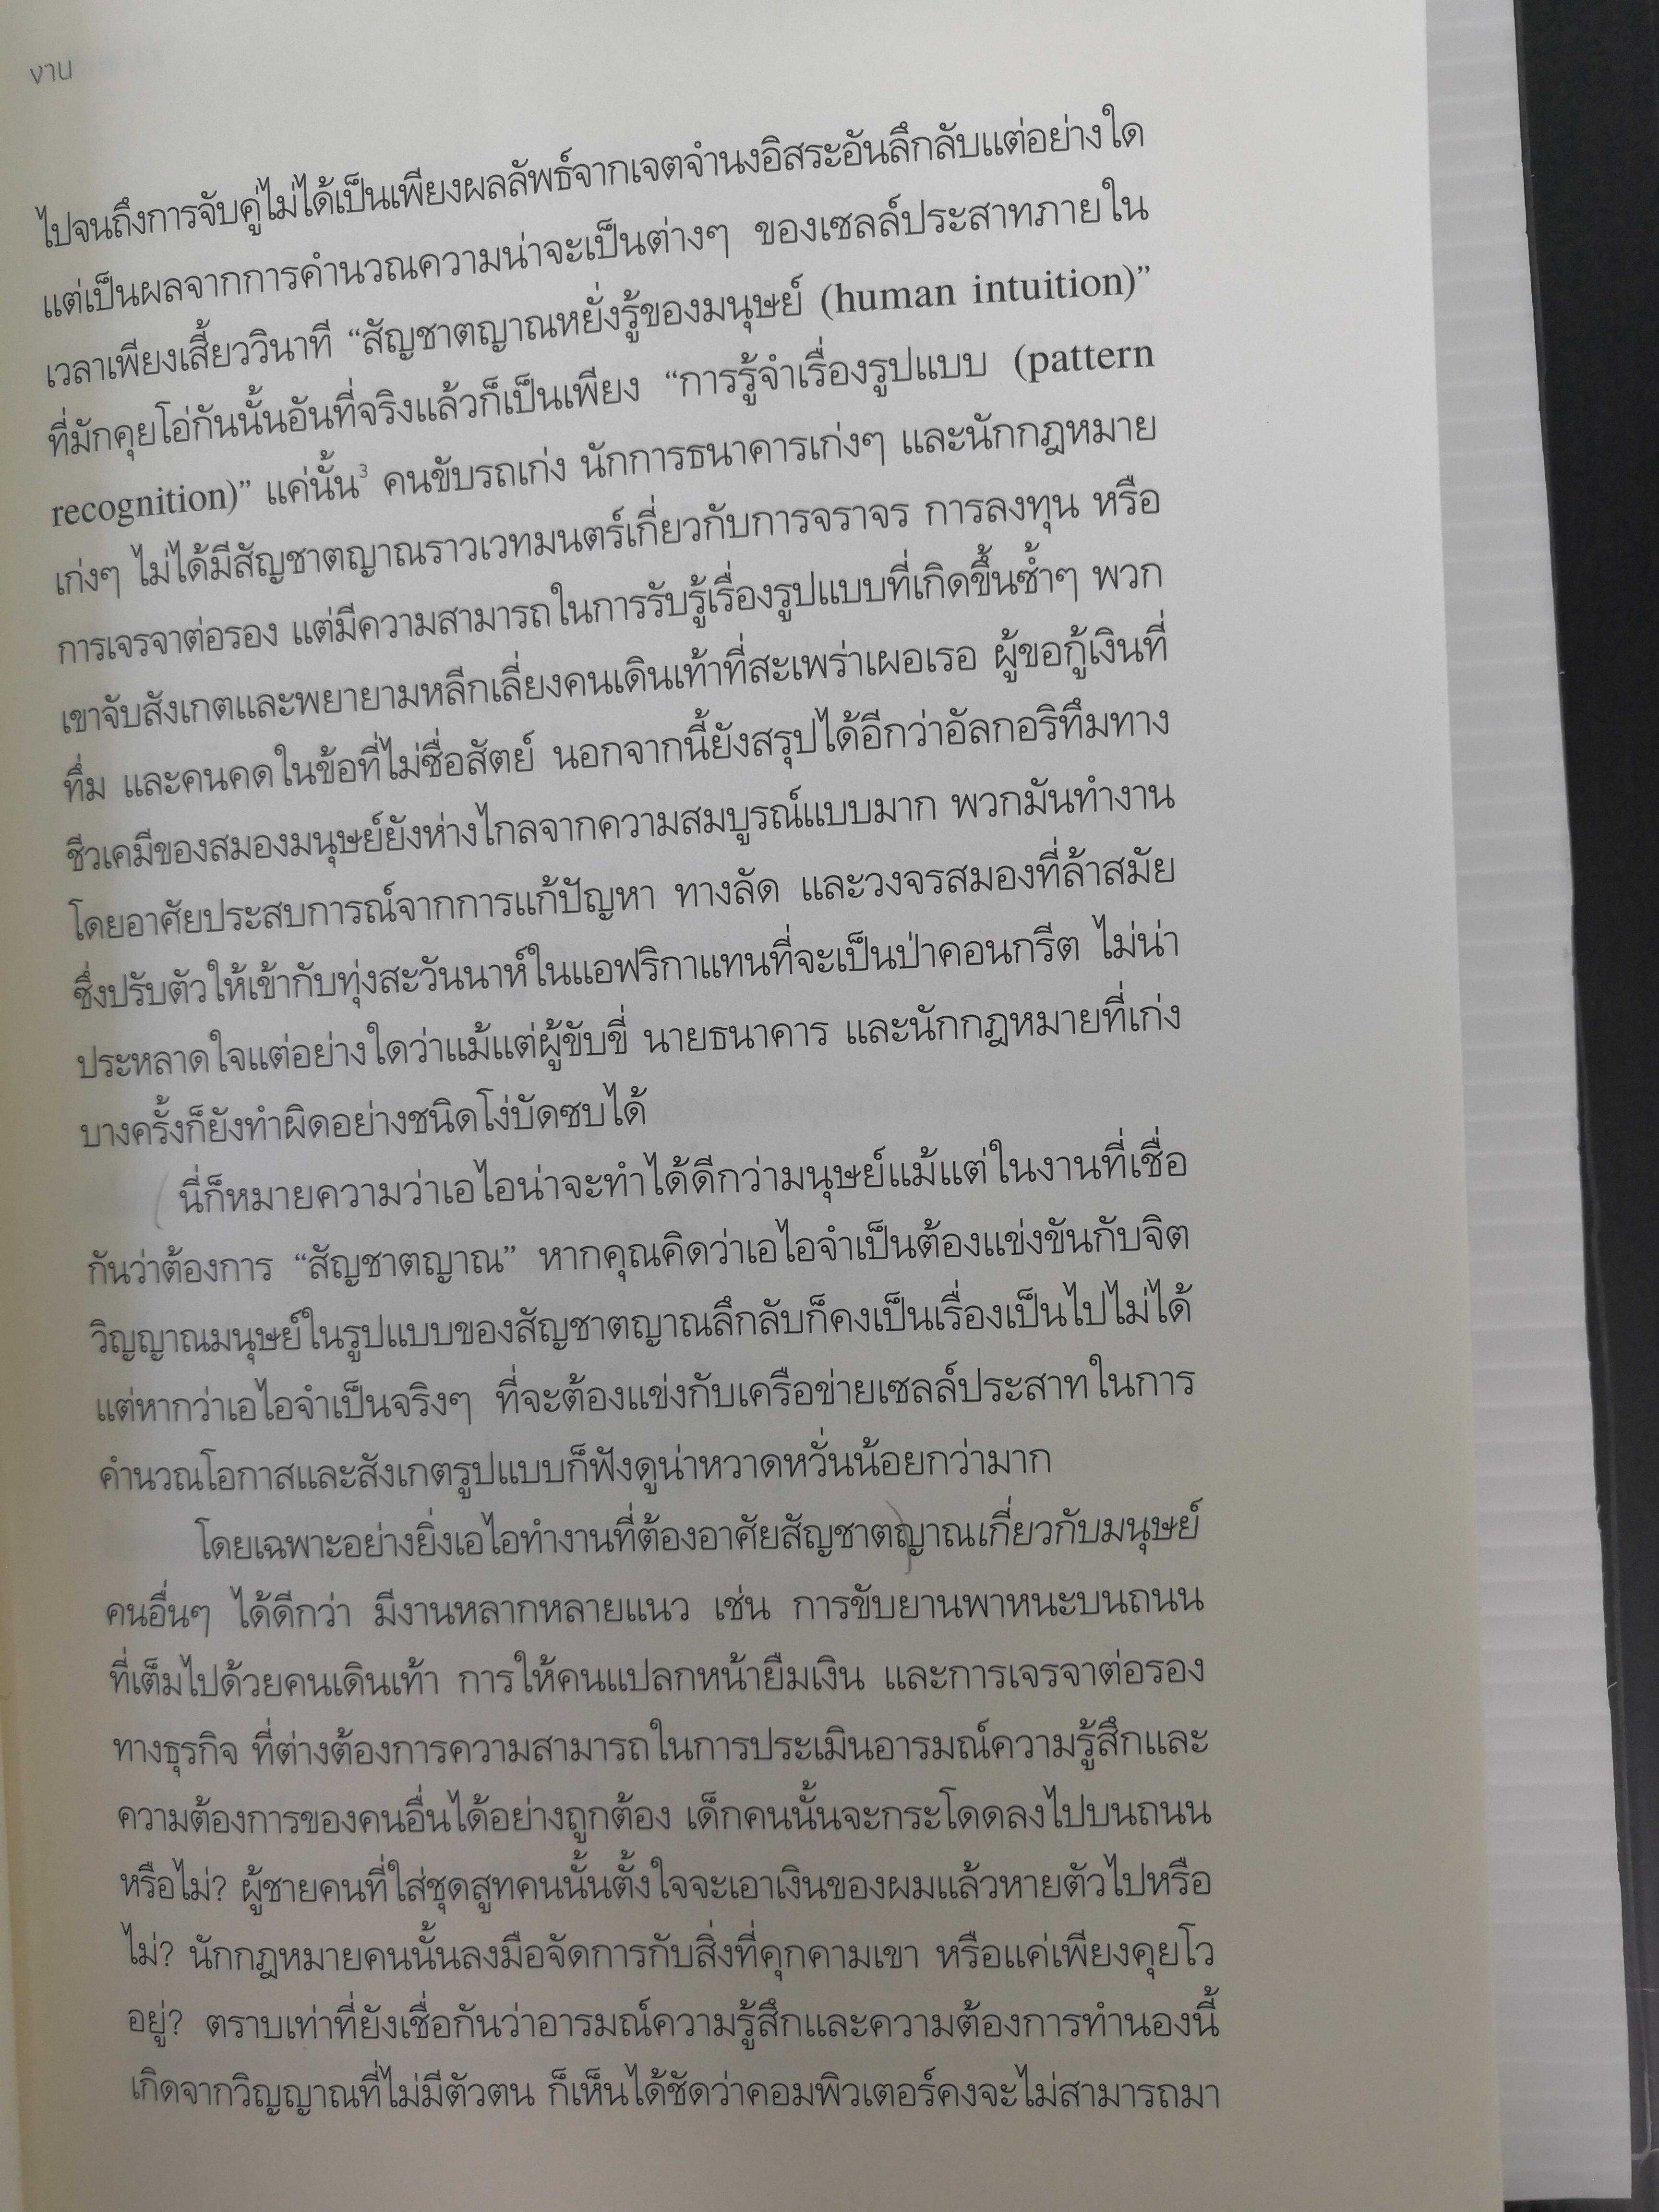 งาน
ไปจนถึงการจับคู่ไม่ได้เป็นเพียงผลลัพธ์จากเจตจำนงอิสระอันลึกลับแต่อย่างใด
แต่เป็นผลจากการคำนวณความน่าจะเป็นต่างๆ ของเซลล์ประสาทภายใน
เวลาเพียงเสี้ยววินาที “สัญชาตญาณหยั่งรู้ของมนุษย์ (human intuition)”
ที่มักคุยโอ่กันนั้นอันที่จริงแล้วก็เป็นเพียง “การรู้จำเรื่องรูปแบบ (pattern
recognition)” แค่นั้น³ คนขับรถเก่ง นักการธนาคารเก่งๆ และนักกฎหมาย
เก่งๆ ไม่ได้มีสัญชาตญาณราวเวทมนตร์เกี่ยวกับการจราจร การลงทุน หรือ
การเจรจาต่อรอง แต่มีความสามารถในการรับรู้เรื่องรูปแบบที่เกิดขึ้นซ้ำๆ พวก
เขาจับสังเกตและพยายามหลีกเลี่ยงคนเดินเท้าที่สะเพร่าเผอเรอ ผู้ขอกู้เงินที่
ทึ่ม และคนคดในข้อที่ไม่ซื่อสัตย์ นอกจากนี้ยังสรุปได้อีกว่าอัลกอริทึมทาง
ชีวเคมีของสมองมนุษย์ยังห่างไกลจากความสมบูรณ์แบบมาก พวกมันทำงาน
โดยอาศัยประสบการณ์จากการแก้ปัญหา ทางลัด และวงจรสมองที่ล้าสมัย
ซึ่งปรับตัวให้เข้ากับทุ่งสะวันนาห์ในแอฟริกาแทนที่จะเป็นป่าคอนกรีต ไม่น่า
ประหลาดใจแต่อย่างใดว่าแม้แต่ผู้ขับขี่ นายธนาคาร และนักกฎหมายที่เก่ง
บางครั้งก็ยังทำผิดอย่างชนิดโง่บัดซบได้
นี่ก็หมายความว่าเอไอน่าจะทำได้ดีกว่ามนุษย์แม้แต่ในงานที่เชื่อ
กันว่าต้องการ “สัญชาตญาณ” หากคุณคิดว่าเอไอจำเป็นต้องแข่งขันกับจิต
วิญญาณมนุษย์ในรูปแบบของสัญชาตญาณลึกลับก็คงเป็นเรื่องเป็นไปไม่ได้
แต่หากว่าเอไอจำเป็นจริงๆ ที่จะต้องแข่งกับเครือข่ายเซลล์ประสาทในการ
คำนวณโอกาสและสังเกตรูปแบบก็ฟังดูน่าหวาดหวั่นน้อยกว่ามาก
โดยเฉพาะอย่างยิ่งเอไอทำงานที่ต้องอาศัยสัญชาตญาณเกี่ยวกับมนุษย์
คนอื่นๆ ได้ดีกว่า มีงานหลากหลายแนว เช่น การขับยานพาหนะบนถนน
ที่เต็มไปด้วยคนเดินเท้า การให้คนแปลกหน้ายืมเงิน และการเจรจาต่อรอง
ทางธุรกิจ ที่ต่างต้องการความสามารถในการประเมินอารมณ์ความรู้สึกและ
ความต้องการของคนอื่นได้อย่างถูกต้อง เด็กคนนั้นจะกระโดดลงไปบนถนน
หรือไม่? ผู้ชายคนที่ใส่ชุดสูทคนนั้นตั้งใจจะเอาเงินของผมแล้วหายตัวไปหรือ
ไม่? นักกฎหมายคนนั้นลงมือจัดการกับสิ่งที่คุกคามเขา หรือแค่เพียงคุยโว
อยู่? ตราบเท่าที่ยังเชื่อกันว่าอารมณ์ความรู้สึกและความต้องการทำนองนี้
เกิดจากวิญญาณที่ไม่มีตัวตน ก็เห็นได้ชัดว่าคอมพิวเตอร์คงจะไม่สามารถมา